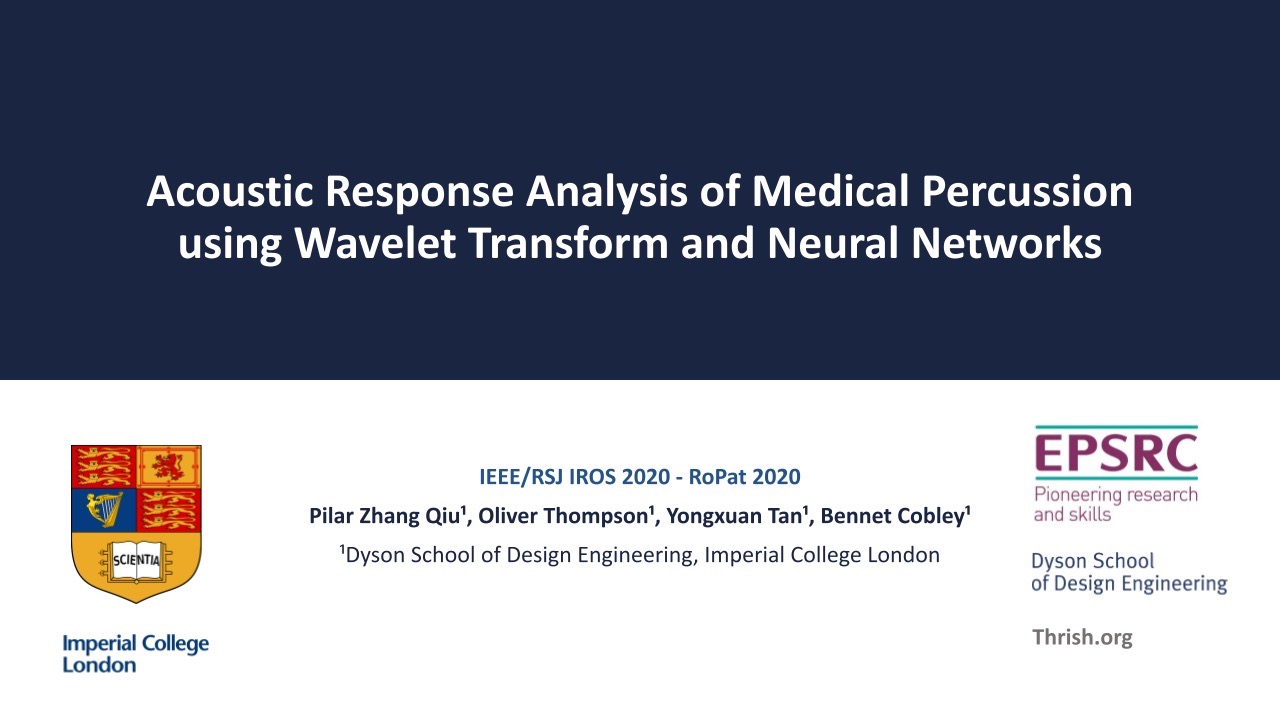 Acoustic Response Analysis of Medical Percussion
using Wavelet Transform and Neural Networks
IEEE/RSJ IROS 2020 - RoPat 2020
Pilar Zhang Qiu¹, Oliver Thompson¹, Yongxuan Tan¹, Bennet Cobley¹
¹Dyson School of Design Engineering, Imperial College London
SCIENTIA
Imperial College
London
EPSRC
Pioneering research
and skills
Dyson School
of Design Engineering
Thrish.org